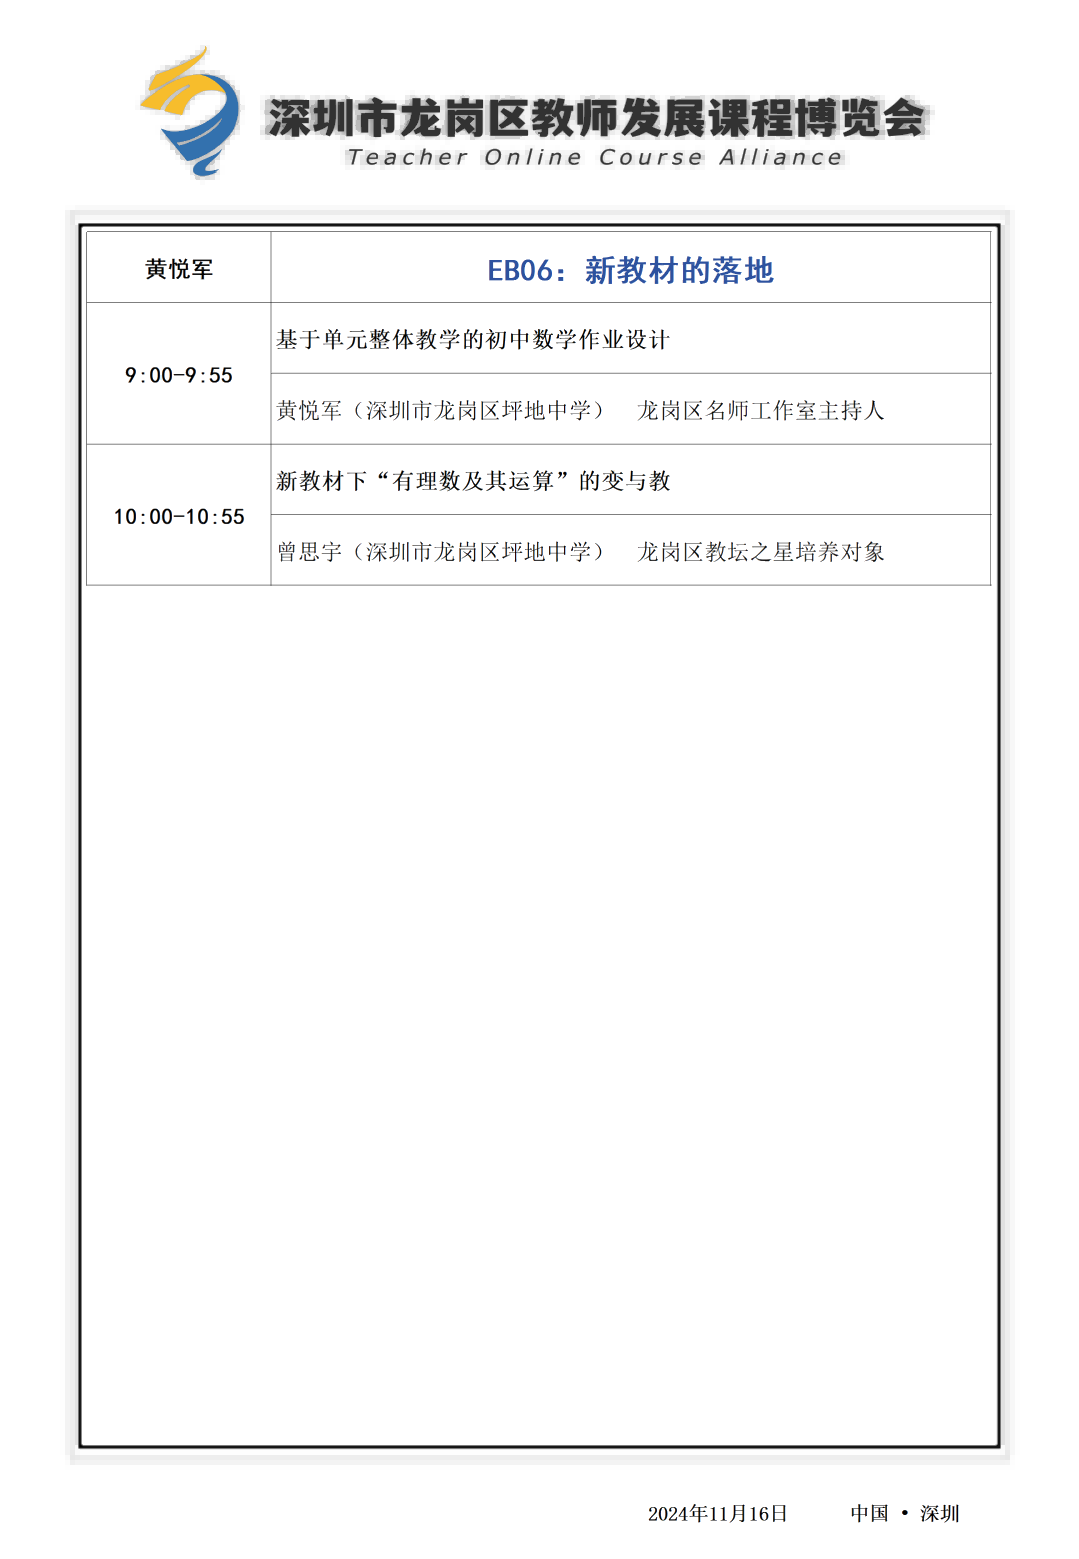 深圳市龙岗区教师发展课程博览会
Teacher Online Course Alliance
黄悦军
EB06：新教材的落地
9:00-9:55
基于单元整体教学的初中数学作业设计
黄悦军（深圳市龙岗区坪地中学） 龙岗区名师工作室主持人
10:00-10:55
新教材下“有理数及其运算”的变与教
曾思宇（深圳市龙岗区坪地中学） 龙岗区教坛之星培养对象
2024年11月16日 中国 • 深圳